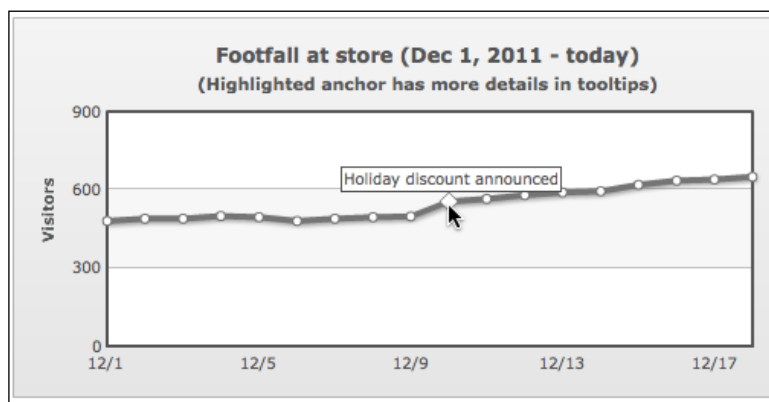 Footfall at store (Dec 1, 2011 - today)
(Highlighted anchor has more details in tooltips)
900
600
300
0
Visitors
Holiday discount announced
12/1
12/5
12/9
12/13
12/17